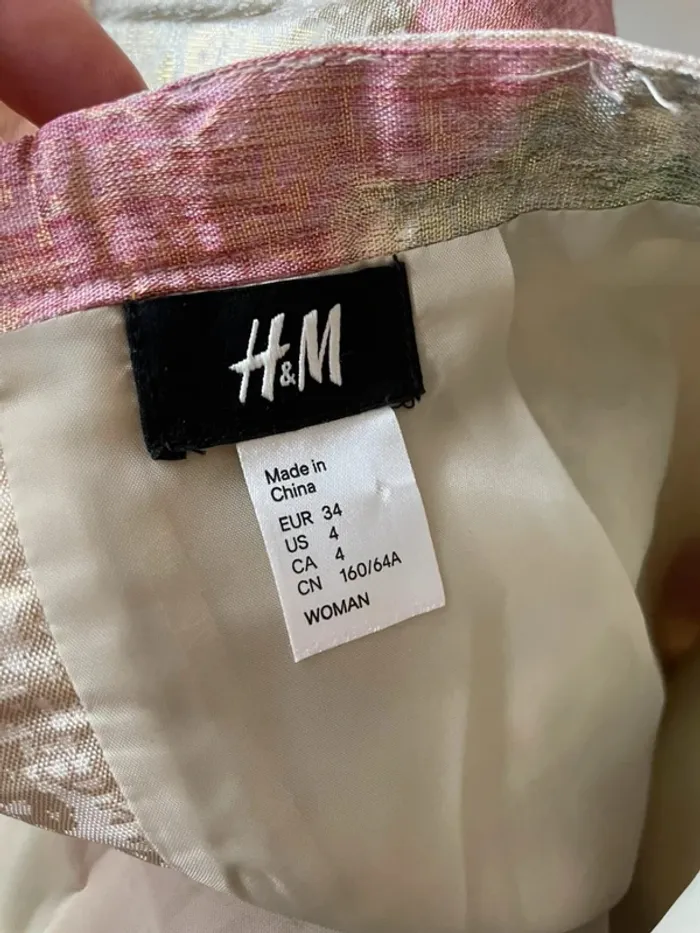 H&M
Made in
China
EUR 34
US 4
CA 4
CN 160/64A
WOMAN